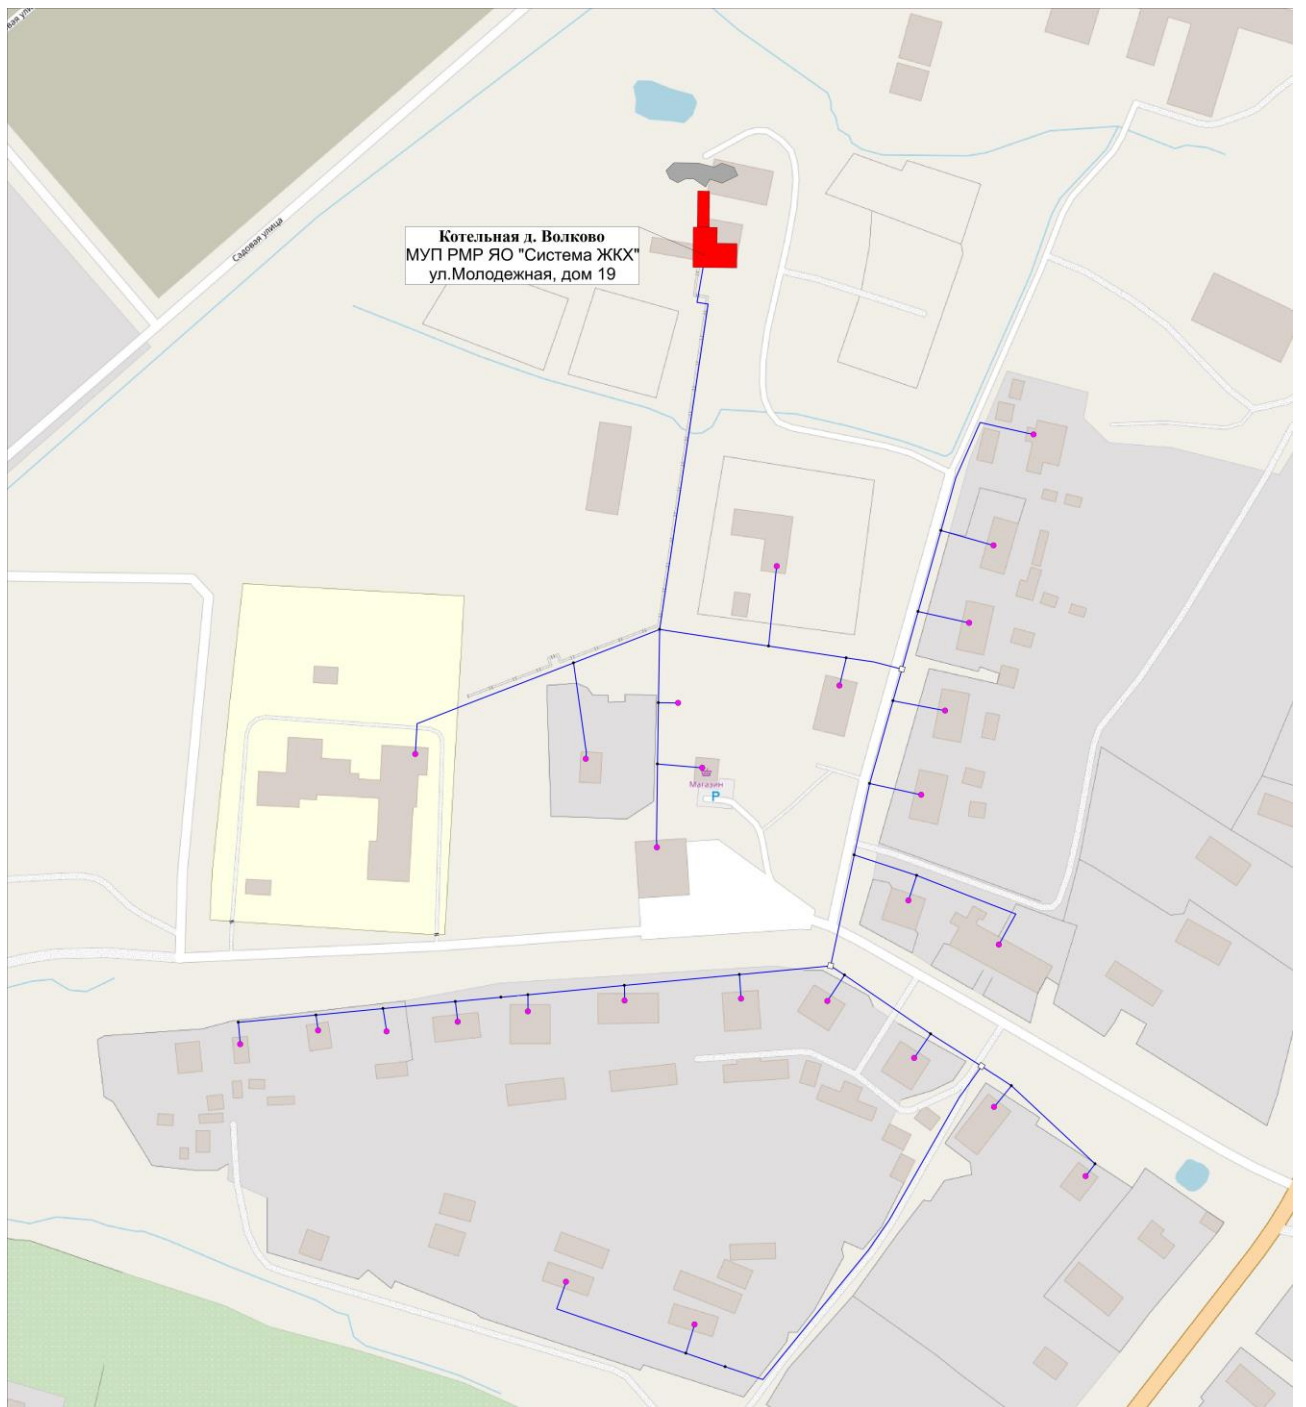 Садовая улица
Котельная д. Волково
МУП РМР ЯО "Система ЖКХ"
ул.Молодежная, дом 19
Магазин
P